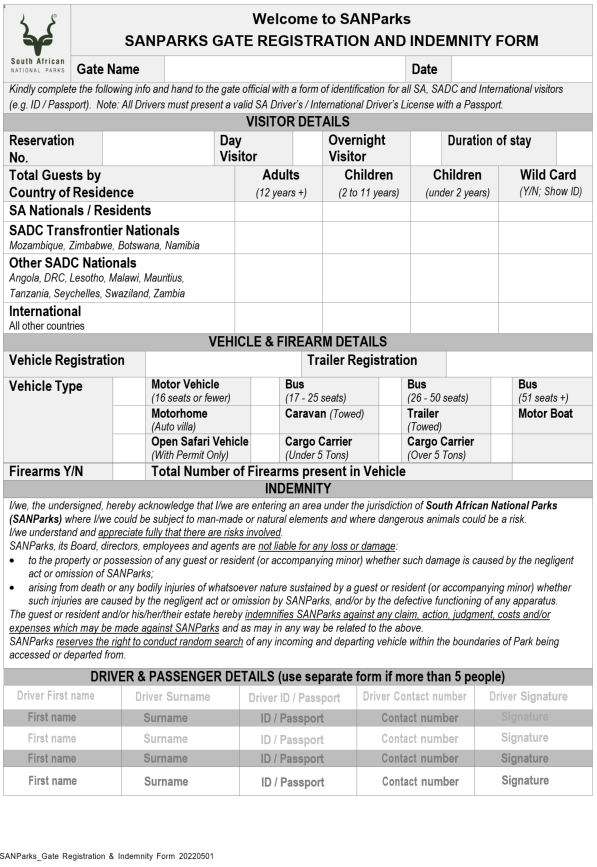 Welcome to SANParks
SANPARKS GATE REGISTRATION AND INDEMNITY FORM
South African
NATIONAL PARKS
Gate Name
Date
Kindly complete the following info and hand to the gate official with a form of identification for all SA, SADC and International visitors
(e.g. ID / Passport). Note: All Drivers must present a valid SA Driver's / International Driver's License with a Passport.
VISITOR DETAILS
Reservation No.
Day Visitor
Overnight Visitor
Duration of stay
Total Guests by Country of Residence
Adults (12 years +)
Children (2 to 11 years)
Children (under 2 years)
Wild Card (Y/N; Show ID)
SA Nationals / Residents
SADC Transfrontier Nationals
Mozambique, Zimbabwe, Botswana, Namibia
Other SADC Nationals
Angola, DRC, Lesotho, Malawi, Mauritius,
Tanzania, Seychelles, Swaziland, Zambia
International
All other countries
VEHICLE & FIREARM DETAILS
Vehicle Registration
Trailer Registration
Vehicle Type
Motor Vehicle (16 seats or fewer)
Bus (17 - 25 seats)
Bus (26 - 50 seats)
Bus (51 seats +)
Motorhome (Auto villa)
Caravan (Towed)
Trailer (Towed)
Motor Boat
Open Safari Vehicle (With Permit Only)
Cargo Carrier (Under 5 Tons)
Cargo Carrier (Over 5 Tons)
Firearms Y/N
Total Number of Firearms present in Vehicle
INDEMNITY
I/we, the undersigned, hereby acknowledge that I/we are entering an area under the jurisdiction of South African National Parks
(SANParks) where I/we could be subject to man-made or natural elements and where dangerous animals could be a risk.
I/we understand and appreciate fully that there are risks involved.
SANParks, its Board, directors, employees and agents are not liable for any loss or damage:
• to the property or possession of any guest or resident (or accompanying minor) whether such damage is caused by the negligent
act or omission of SANParks;
• arising from death or any bodily injuries of whatsoever nature sustained by a guest or resident (or accompanying minor) whether
such injuries are caused by the negligent act or omission by SANParks, and/or by the defective functioning of any apparatus.
The guest or resident and/or his/her/their estate hereby indemnifies SANParks against any claim, action, judgment, costs and/or
expenses which may be made against SANParks and as may in any way be related to the above.
SANParks reserves the right to conduct random search of any incoming and departing vehicle within the boundaries of Park being
accessed or departed from.
DRIVER & PASSENGER DETAILS (use separate form if more than 5 people)
Driver First name Driver Surname Driver ID / Passport Driver Contact number Driver Signature
First name Surname ID / Passport Contact number Signature
First name Surname ID / Passport Contact number Signature
First name Surname ID / Passport Contact number Signature
First name Surname ID / Passport Contact number Signature
SANParks_Gate Registration & Indemnity Form 20220501